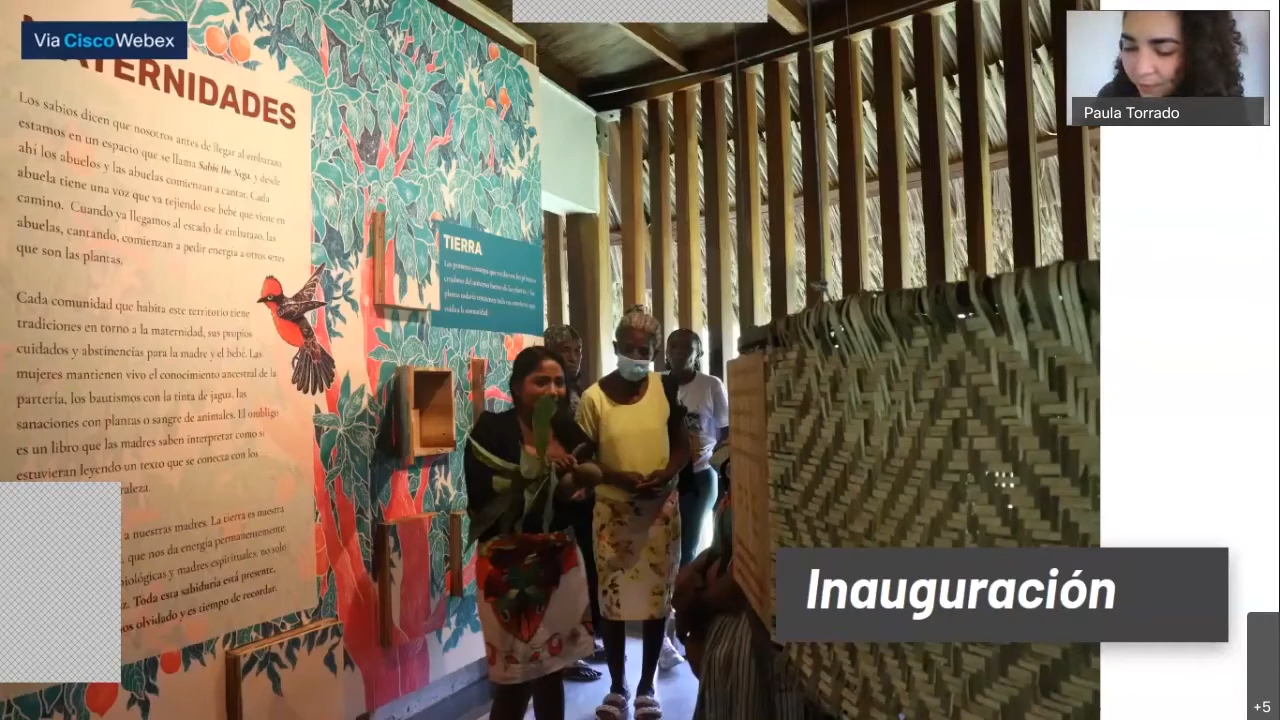 Via Cisco Webex
MATERNIDADES
Los sabios dicen que nosotros antes de llegar al embarazo
estamos en un espacio que se llama Sabin Ibe Nega, y desde
ahí los abuelos y las abuelas comienzan a cantar. Cada
abuela tiene una voz que va tejiendo ese bebé que viene en
camino. Cuando ya llegamos al estado de embarazo, las
abuelas, cantando, comienzan a pedir energía a otros seres
que son las plantas.
Cada comunidad que habita este territorio tiene
tradiciones en torno a la maternidad, sus propios
cuidados y abstinencias para la madre y el bebé. Las
mujeres mantienen vivo el conocimiento ancestral de la
partería, los bautismos con la tinta de jagua, las
sanaciones con plantas o sangre de animales. El ombligo
es un libro que las madres saben interpretar como si
estuvieran leyendo un texto que se conecta con los
a nuestras madres. La tierra es nuestra
que nos da energía permanentemente
biológicas y madres espirituales, no solo
Toda esta sabiduría está presente,
olvidado y es tiempo de recordar.
TIERRA
Paula Torrado
Inauguración
+5